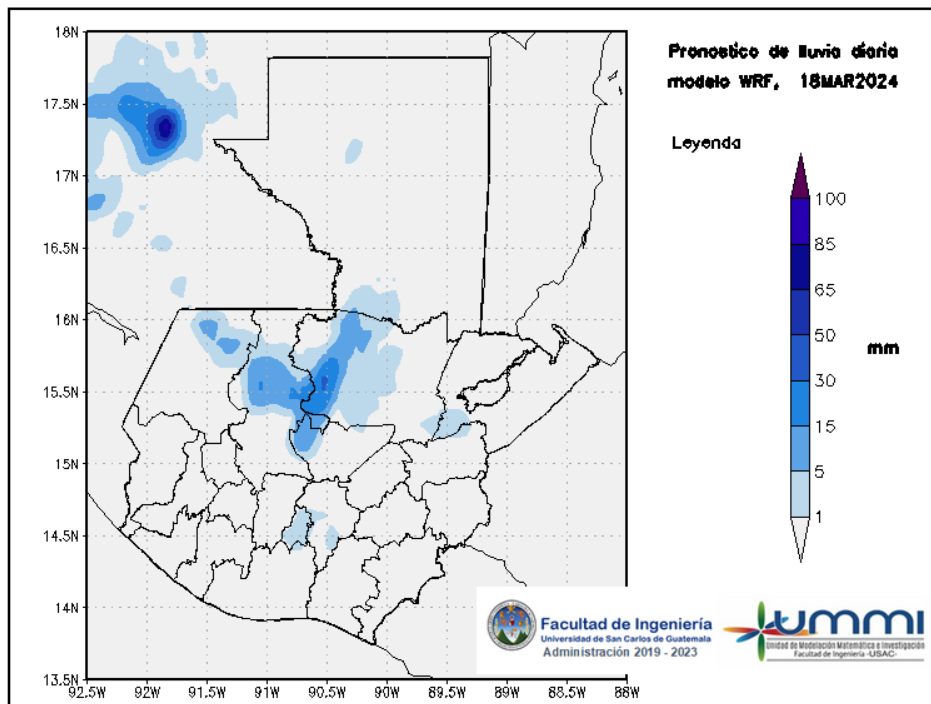 Pronostico de lluvia diaria
modelo WRF, 18MAR2024
Leyenda
100
85
65
50
30
15
5
1
mm
18N
17.5N
17N
16.5N
16N
15.5N
15N
14.5N
14N
13.5N
92.5W 92W 91.5W 91W 90.5W 90W 89.5W 89W 88.5W 88W
Facultad de Ingeniería
Universidad de San Carlos de Guatemala
Administración 2019 - 2023
ummi
Unidad de Modelación Matemática e Investigación
Facultad de Ingeniería -USAC-